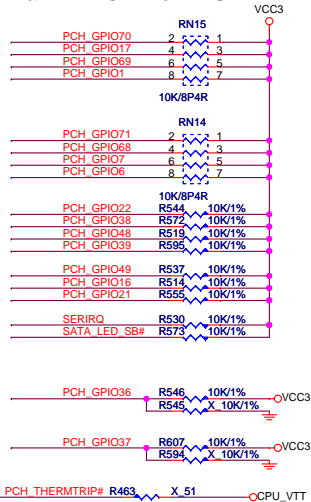 VCC3
RN15
PCH_GPIO70 2 1
PCH_GPIO17 4 3
PCH_GPIO69 6 5
PCH_GPIO1 8 7
10K/8P4R
RN14
PCH_GPIO71 2 1
PCH_GPIO68 4 3
PCH_GPIO7 6 5
PCH_GPIO6 8 7
10K/8P4R
PCH_GPIO22 R544 10K/1%
PCH_GPIO38 R572 10K/1%
PCH_GPIO48 R519 10K/1%
PCH_GPIO39 R595 10K/1%
PCH_GPIO49 R537 10K/1%
PCH_GPIO16 R514 10K/1%
PCH_GPIO21 R555 10K/1%
SERIRQ R530 10K/1%
SATA_LED_SB# R573 10K/1%
PCH_GPIO36 R546 10K/1% VCC3
R545 X_10K/1%
PCH_GPIO37 R607 10K/1% VCC3
R594 X_10K/1%
PCH_THERMTRIP# R463 X_51 CPU_VTT